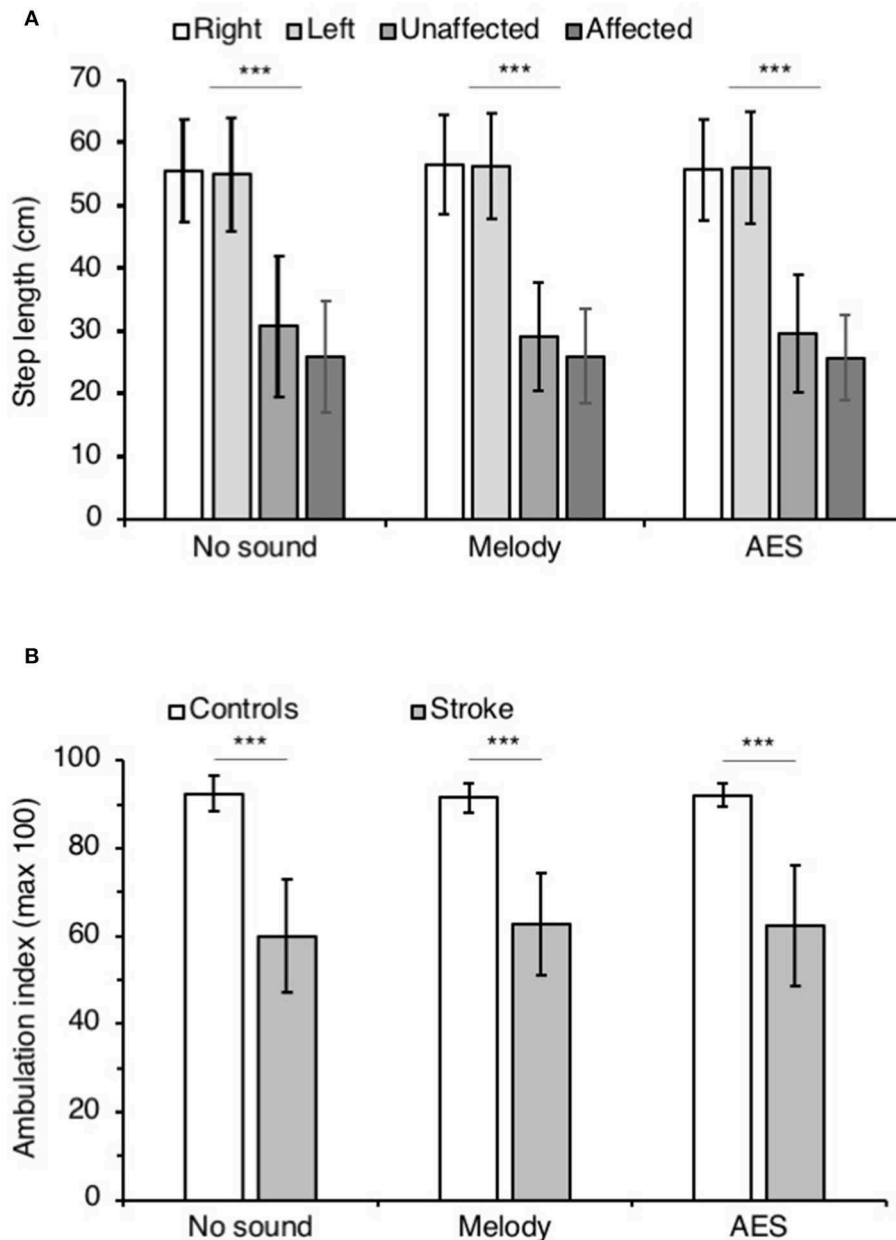 A
Right Left Unaffected Affected
*** *** ***
70
60
50
40
30
20
10
0
Step length (cm)
No sound Melody AES
B
Controls Stroke
*** *** ***
100
80
60
40
20
0
Ambulation index (max 100)
No sound Melody AES